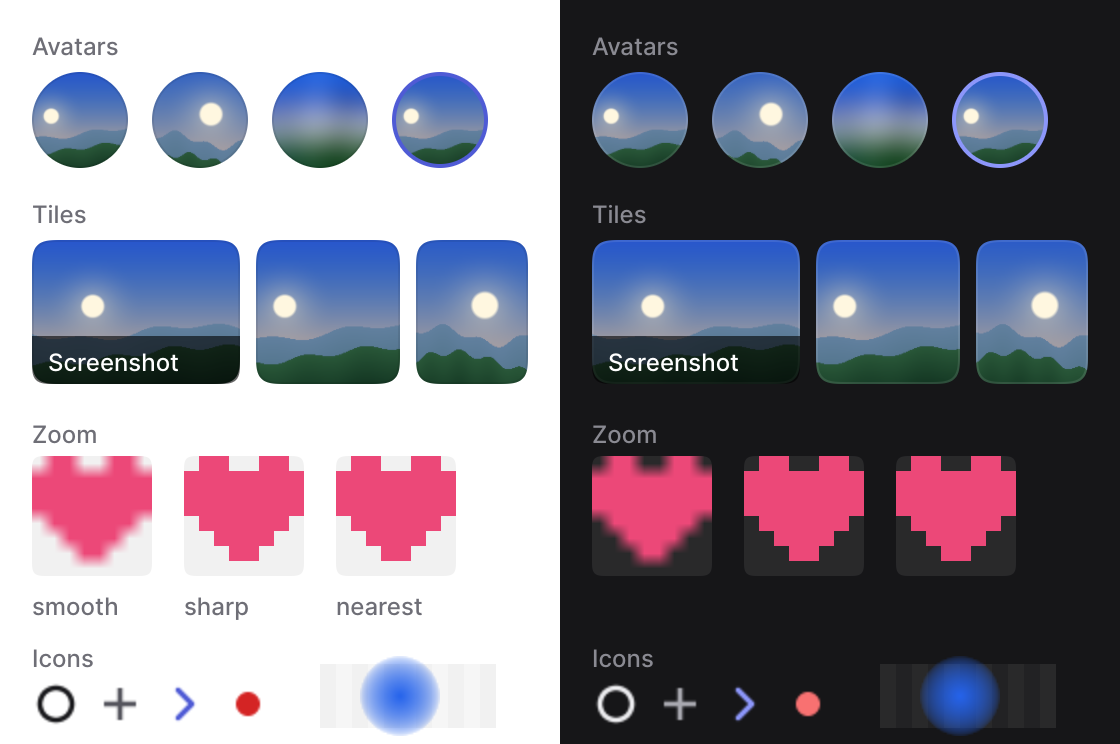 Avatars
Tiles
Screenshot
Zoom
smooth sharp nearest
Icons
Avatars
Tiles
Screenshot
Zoom
Icons